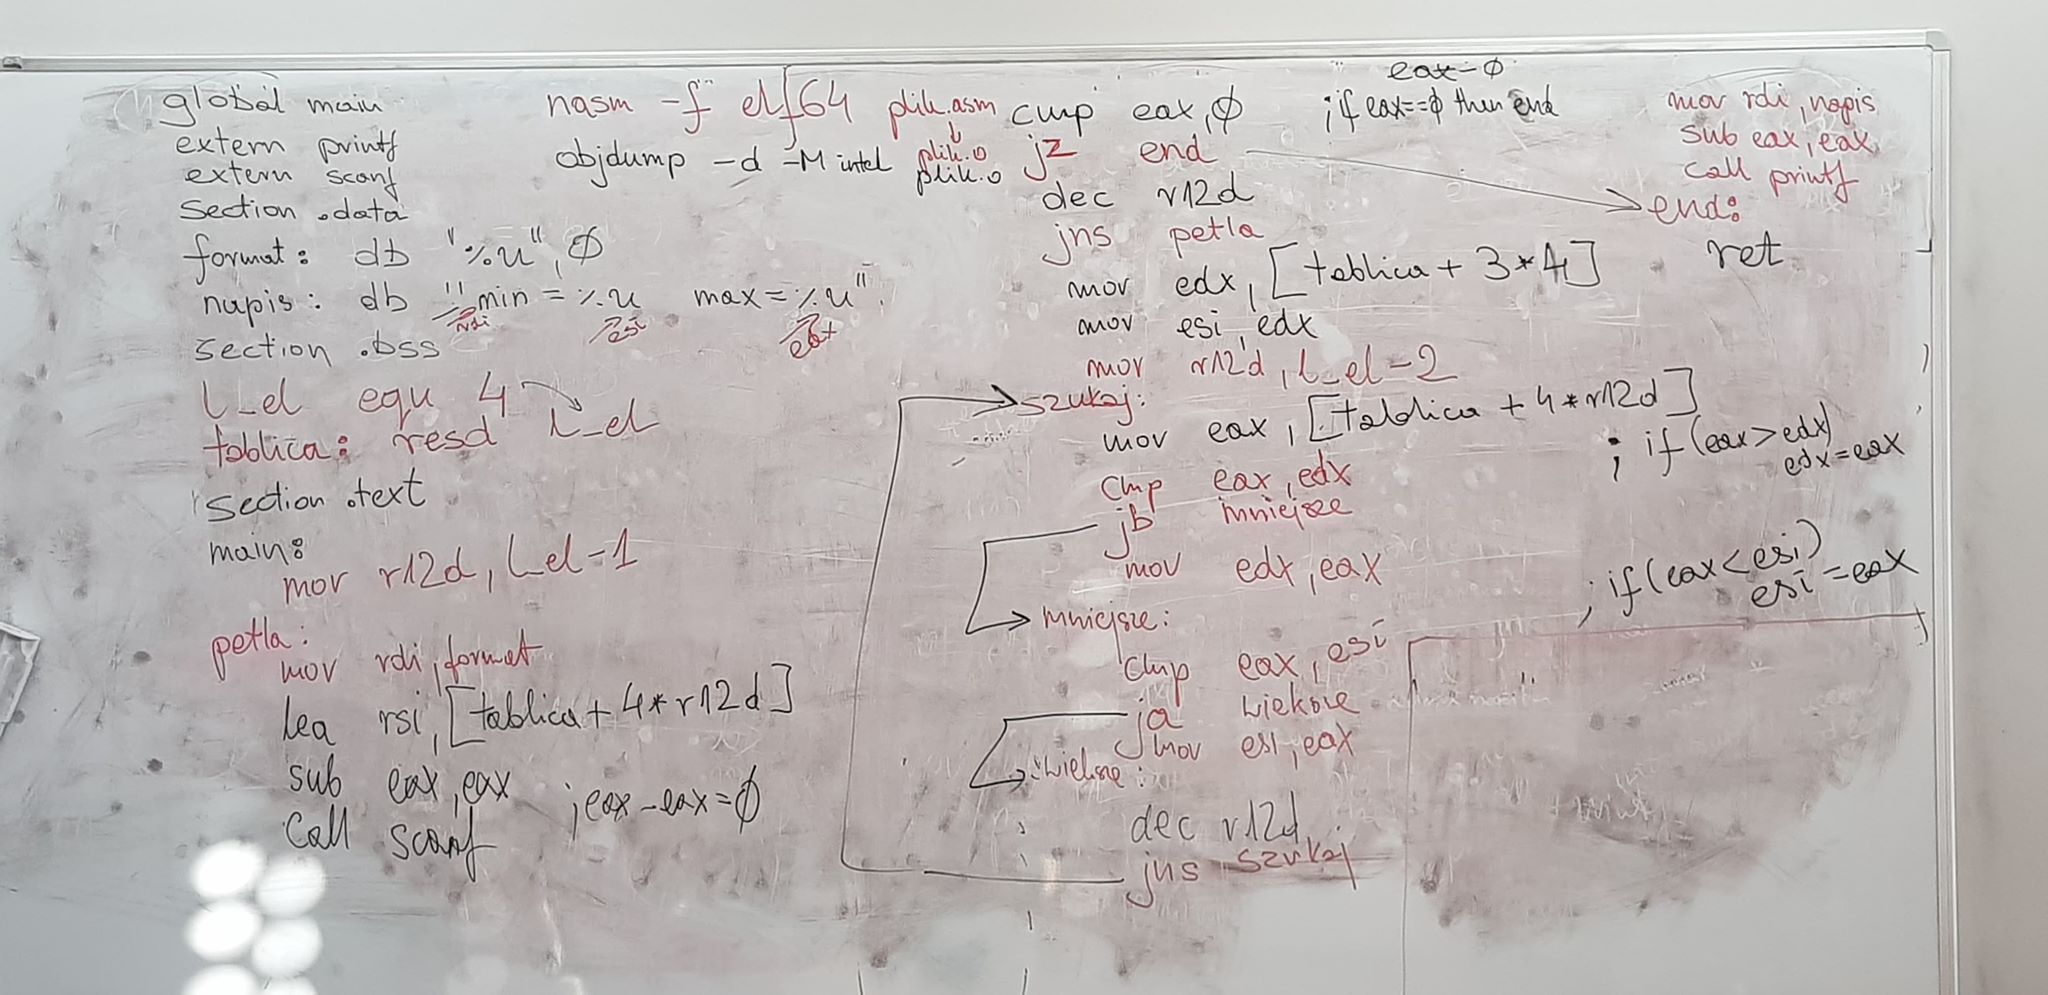 global main
extern printf
extern scanf
section .data
format: db "%u", 0
napis: db "min = %u max = %u"
rdi esi edx
section .bss
l_el equ 4
tablica: resd l_el
section .text
main:
mov r12d, l_el-1
petla:
mov rdi, format
lea rsi, [tablica + 4*r12d]
sub eax, eax ;eax-eax=0
call scanf
nasm -f elf64 plik.asm
plik.o
objdump -d -M intel plik.o
eax-0
cmp eax, 0 ;if eax==0 then end
jz end
dec r12d
jns petla
mov edx, [tablica + 3*4]
mov esi, edx
mov r12d, l_el-2
szukaj:
mov eax, [tablica + 4*r12d]
cmp eax, edx ; if (eax>edx)
edx=eax
jb mniejsze
mov edx, eax
mniejsze: ; if (eax<esi)
esi=eax
cmp eax, esi
ja wieksze
mov esi, eax
wieksze:
dec r12d
jns szukaj
mov rdi, napis
sub eax, eax
call printf
end:
ret